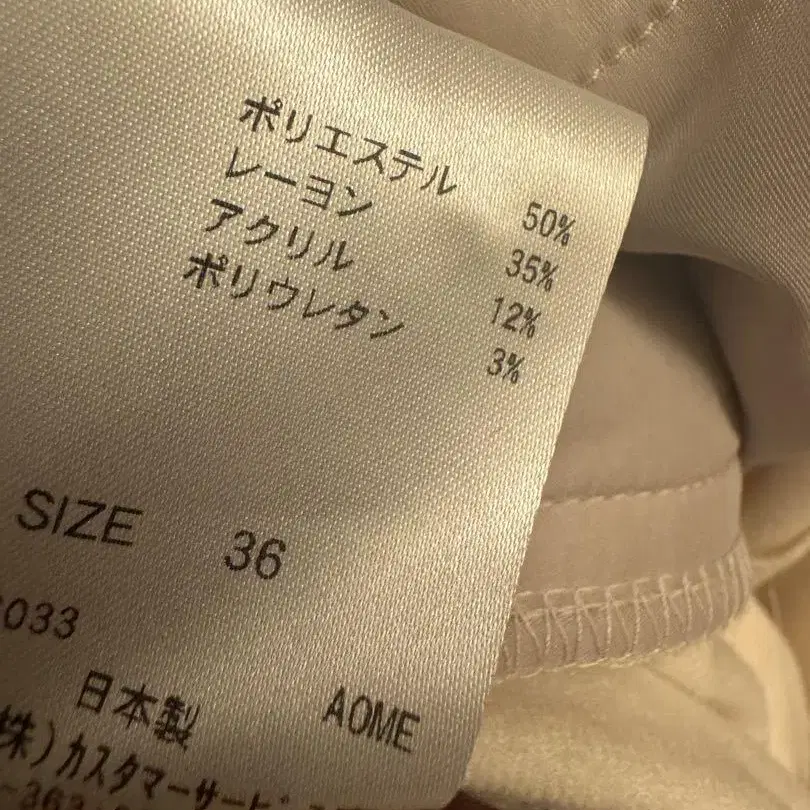 ポリエステル 50%
レーヨン 35%
アクリル 12%
ポリウレタン 3%
SIZE 36
033
日本製 AOME
株)カスタマーサービ